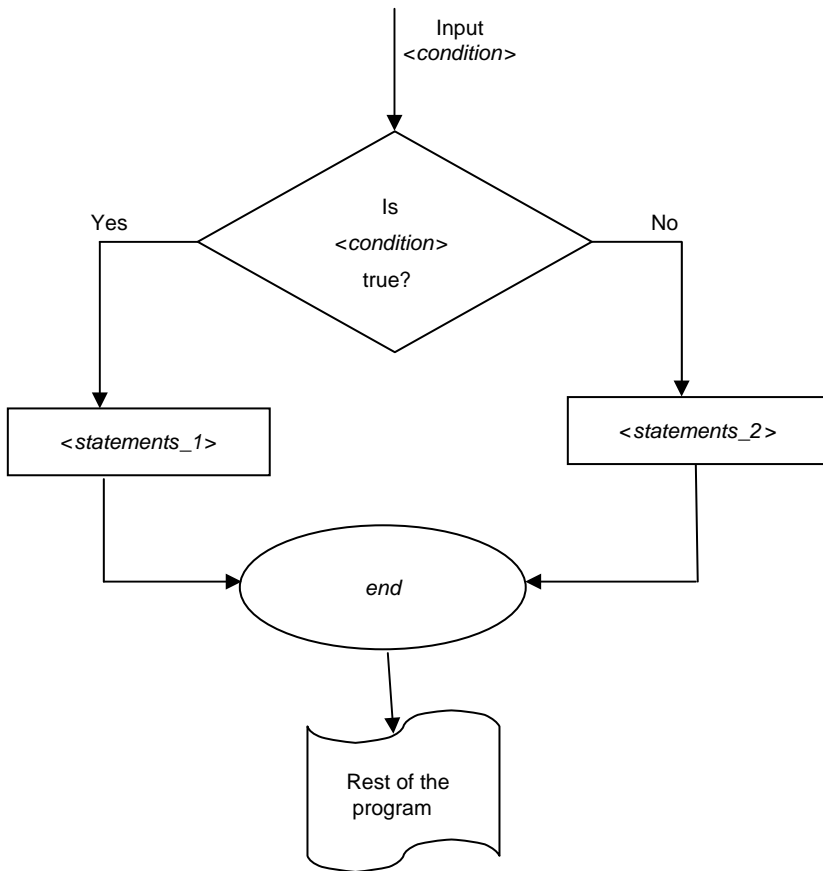 Input
<condition>
Is
<condition>
true?
Yes
No
<statements_1>
<statements_2>
end
Rest of the
program